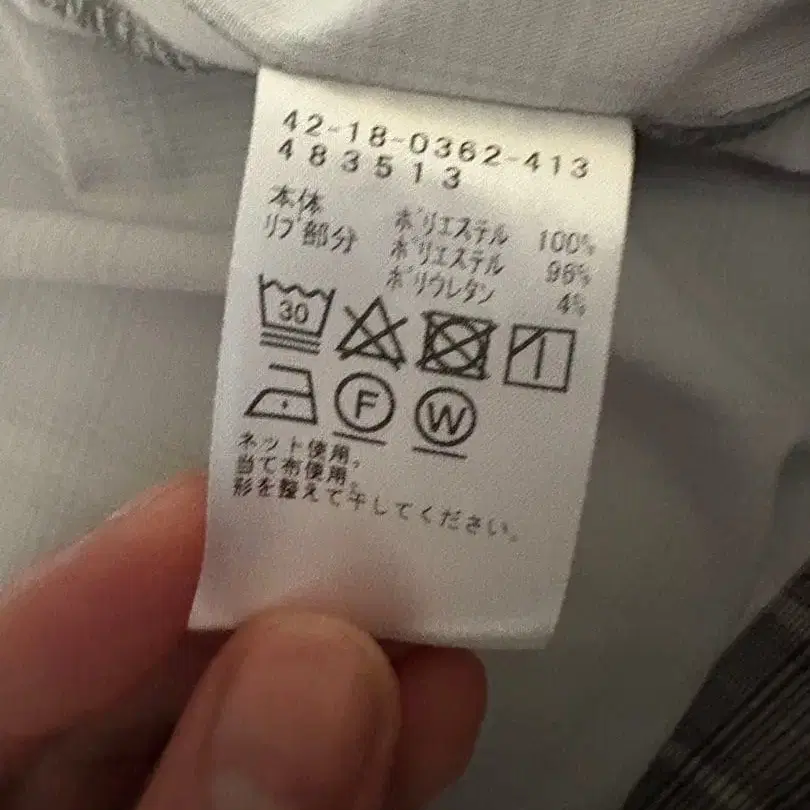 42-18-0362-413
483513
本体 ポリエステル 100%
リブ部分 ポリエステル 96%
ポリウレタン 4%
30
F W
ネット使用。
当て布使用。
形を整えて干してください。